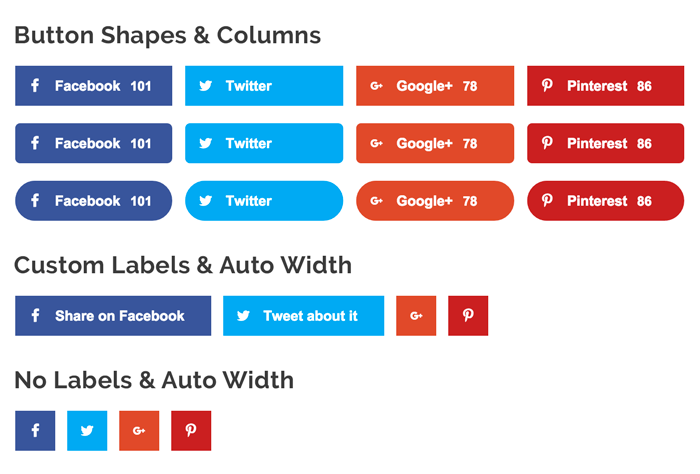 Button Shapes & Columns
Facebook 101 Twitter Google+ 78 Pinterest 86
Facebook 101 Twitter Google+ 78 Pinterest 86
Facebook 101 Twitter Google+ 78 Pinterest 86
Custom Labels & Auto Width
Share on Facebook Tweet about it
No Labels & Auto Width